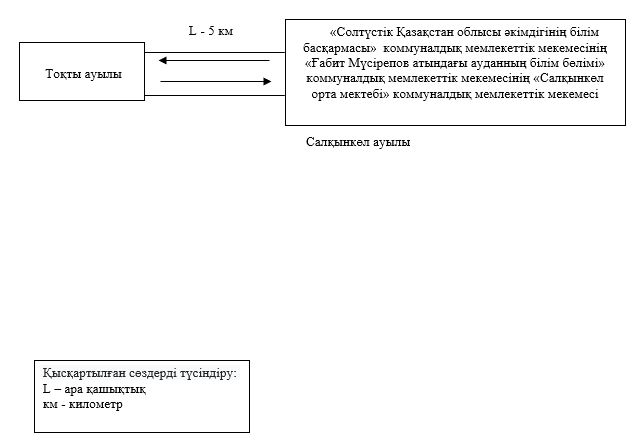 L - 5 км
Тоқты ауылы
«Солтүстік Қазақстан облысы әкімдігінің білім
басқармасы» коммуналдық мемлекеттік мекемесінің
«Ғабит Мүсірепов атындағы ауданның білім бөлімі»
коммуналдық мемлекеттік мекемесінің «Салқынкөл
орта мектебі» коммуналдық мемлекеттік мекемесі
Салқынкөл ауылы
Қысқартылған сөздерді түсіндіру:
L – ара қашықтық
км - километр